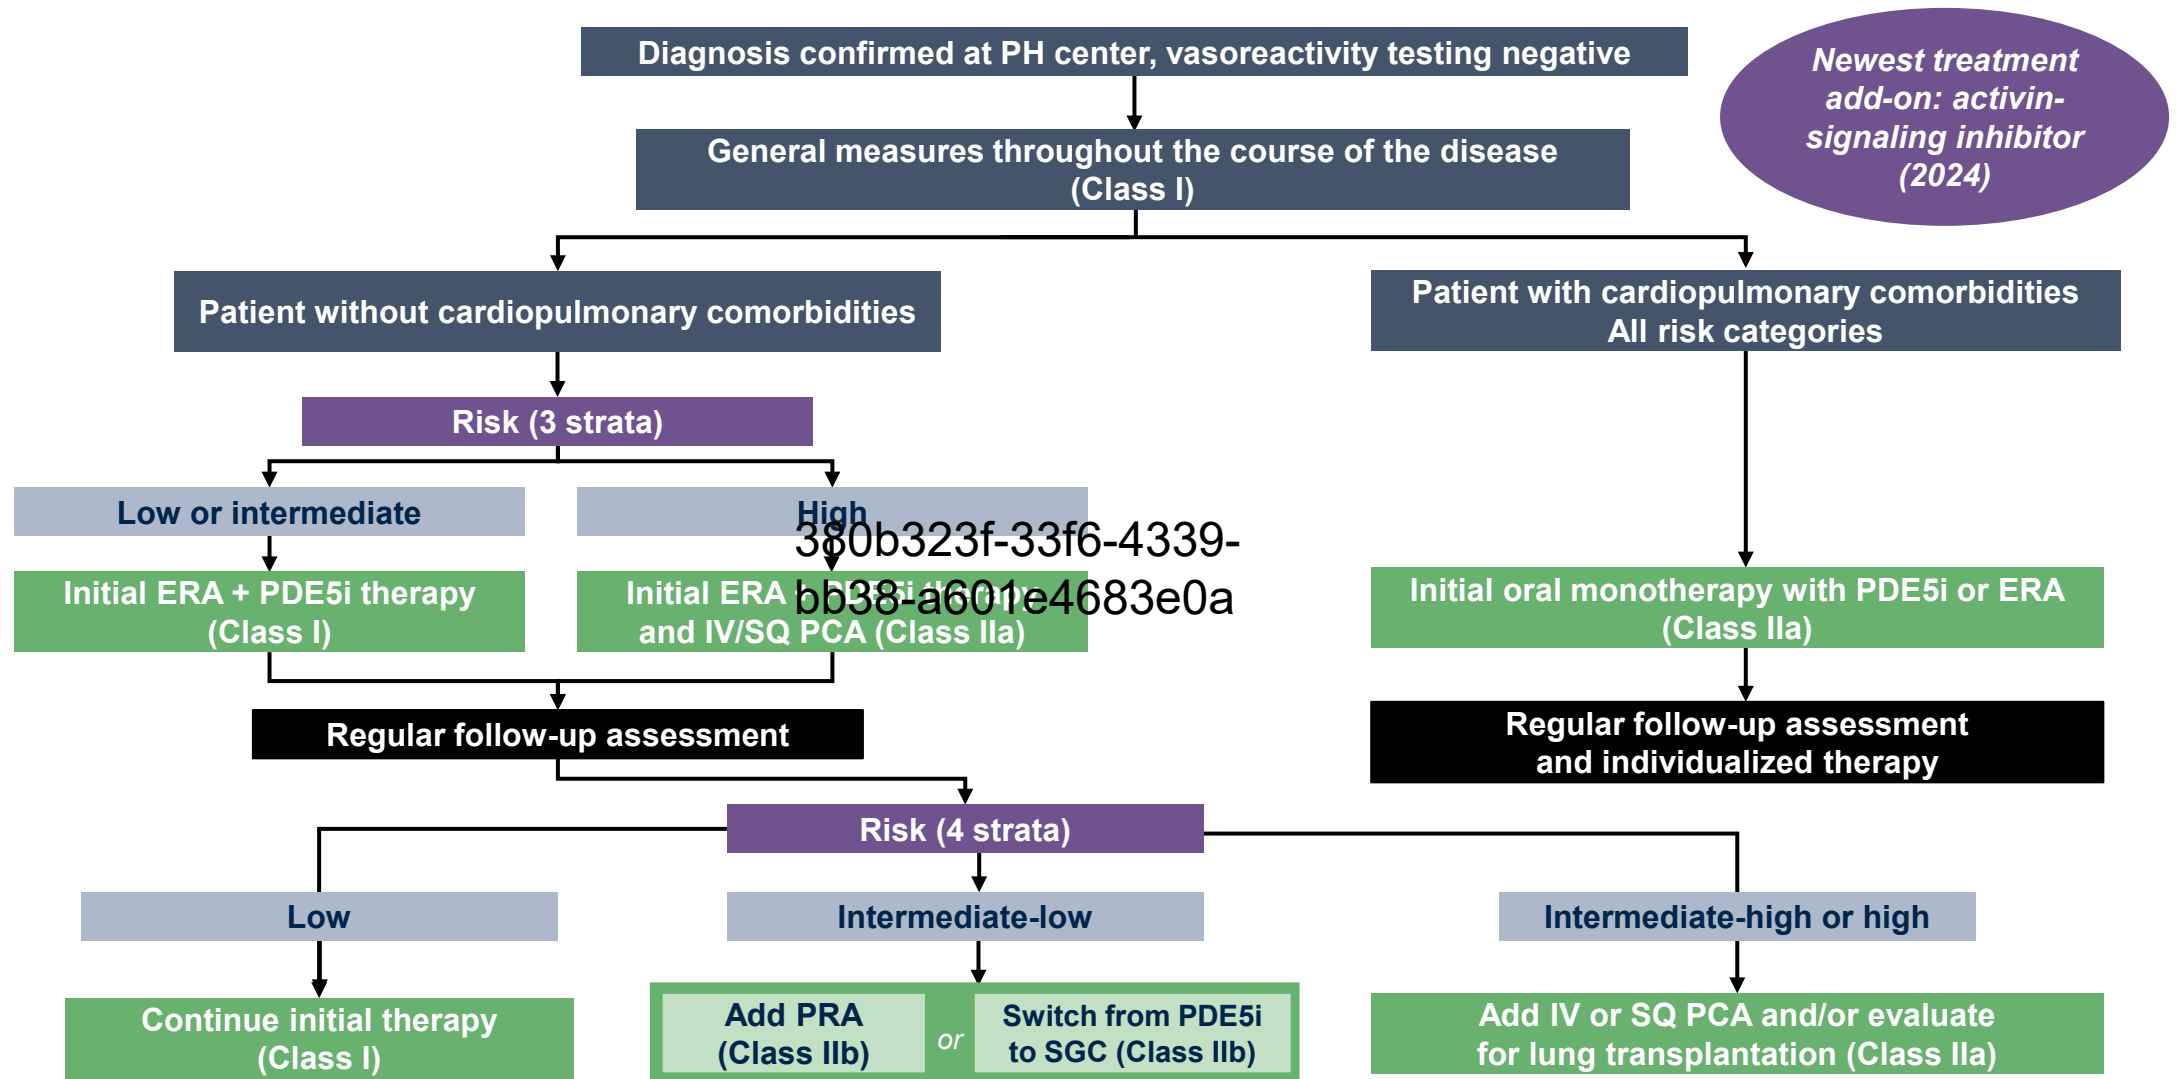 Diagnosis confirmed at PH center, vasoreactivity testing negative
Newest treatment
add-on: activin-
signaling inhibitor
(2024)
General measures throughout the course of the disease
(Class I)
Patient without cardiopulmonary comorbidities
Patient with cardiopulmonary comorbidities
All risk categories
Risk (3 strata)
Low or intermediate
High
380b323f-33f6-4339-
bb38-a601e4683e0a
Initial ERA + PDE5i therapy
(Class I)
Initial ERA + PDE5i therapy
and IV/SQ PCA (Class IIa)
Initial oral monotherapy with PDE5i or ERA
(Class IIa)
Regular follow-up assessment
Regular follow-up assessment
and individualized therapy
Risk (4 strata)
Low
Intermediate-low
Intermediate-high or high
Continue initial therapy
(Class I)
Add PRA
(Class IIb)
or
Switch from PDE5i
to SGC (Class IIb)
Add IV or SQ PCA and/or evaluate
for lung transplantation (Class IIa)